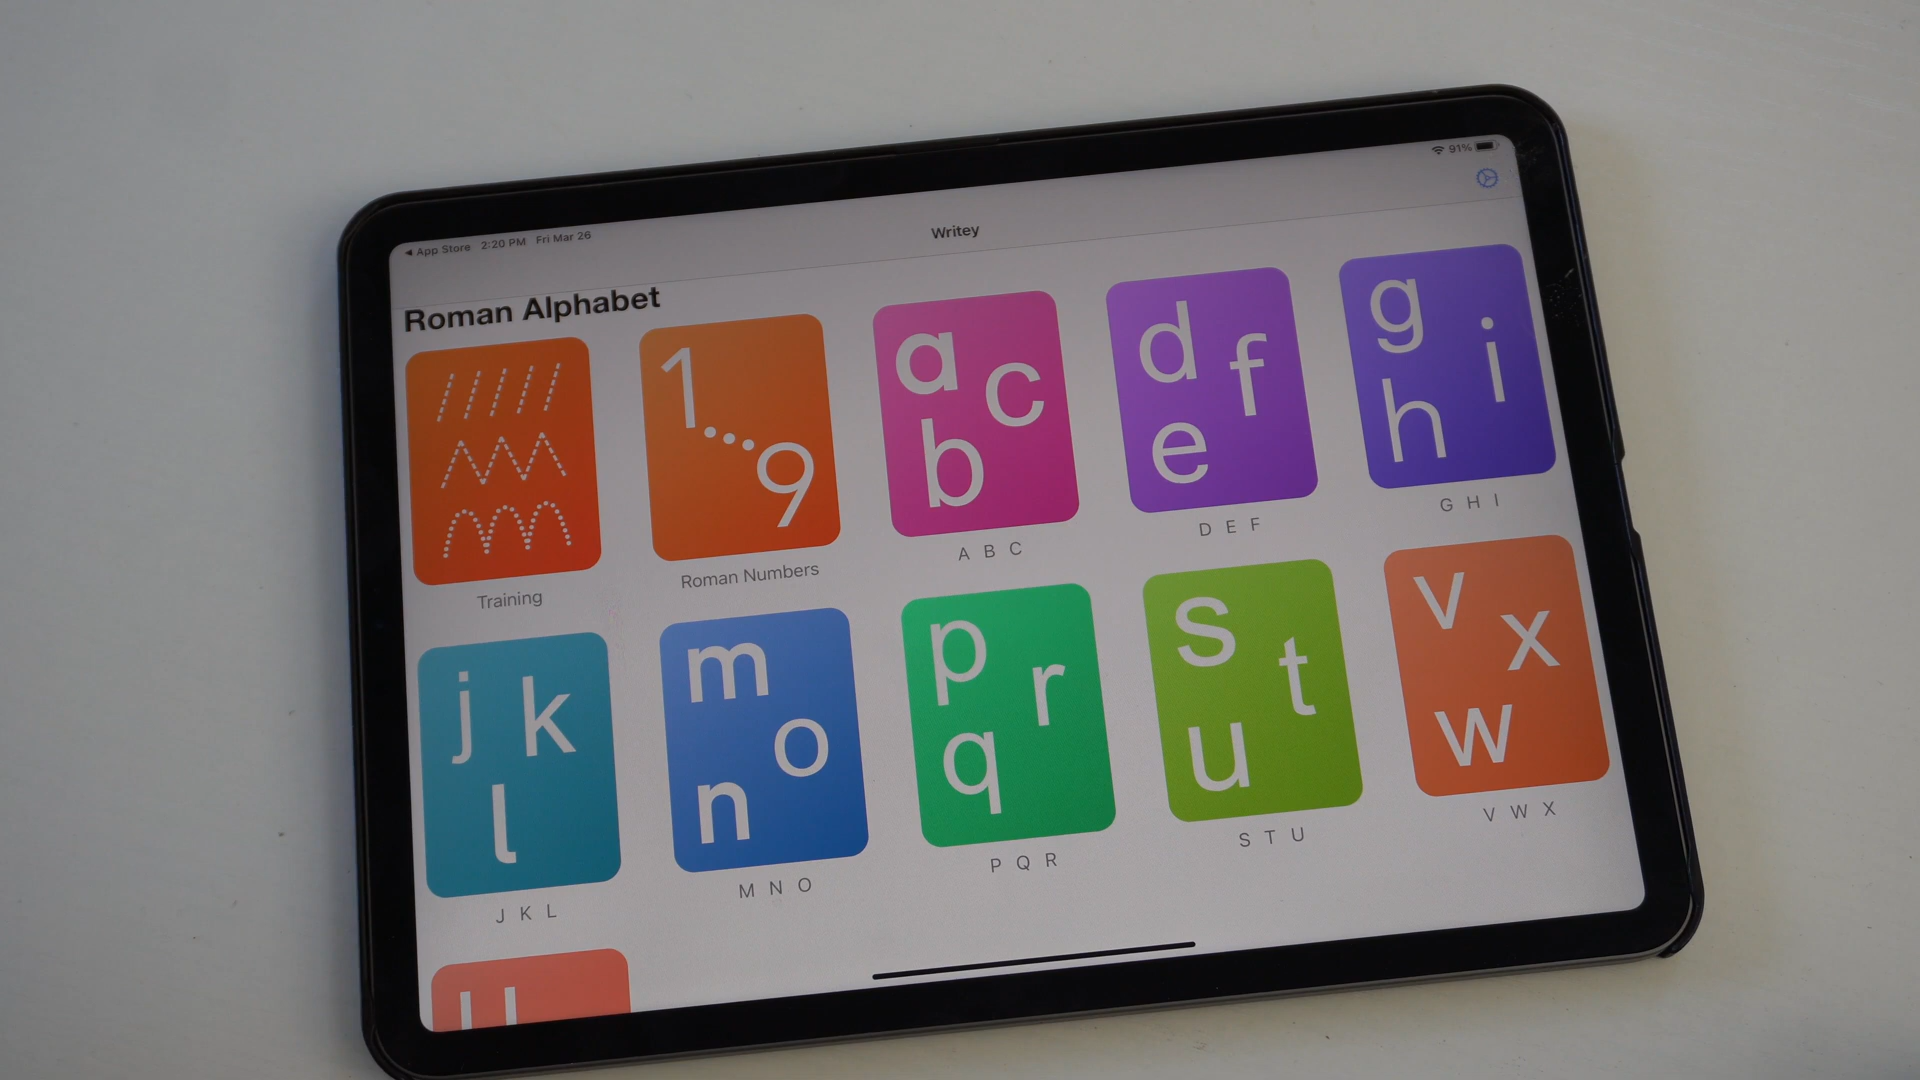 ◀ App Store 2:20 PM Fri Mar 26
91%
Writey
Roman Alphabet
Training
1...9
Roman Numbers
a c b
A B C
d f e
D E F
g i h
G H I
j k l
J K L
m o n
M N O
p r q
P Q R
s t u
S T U
v x w
V W X